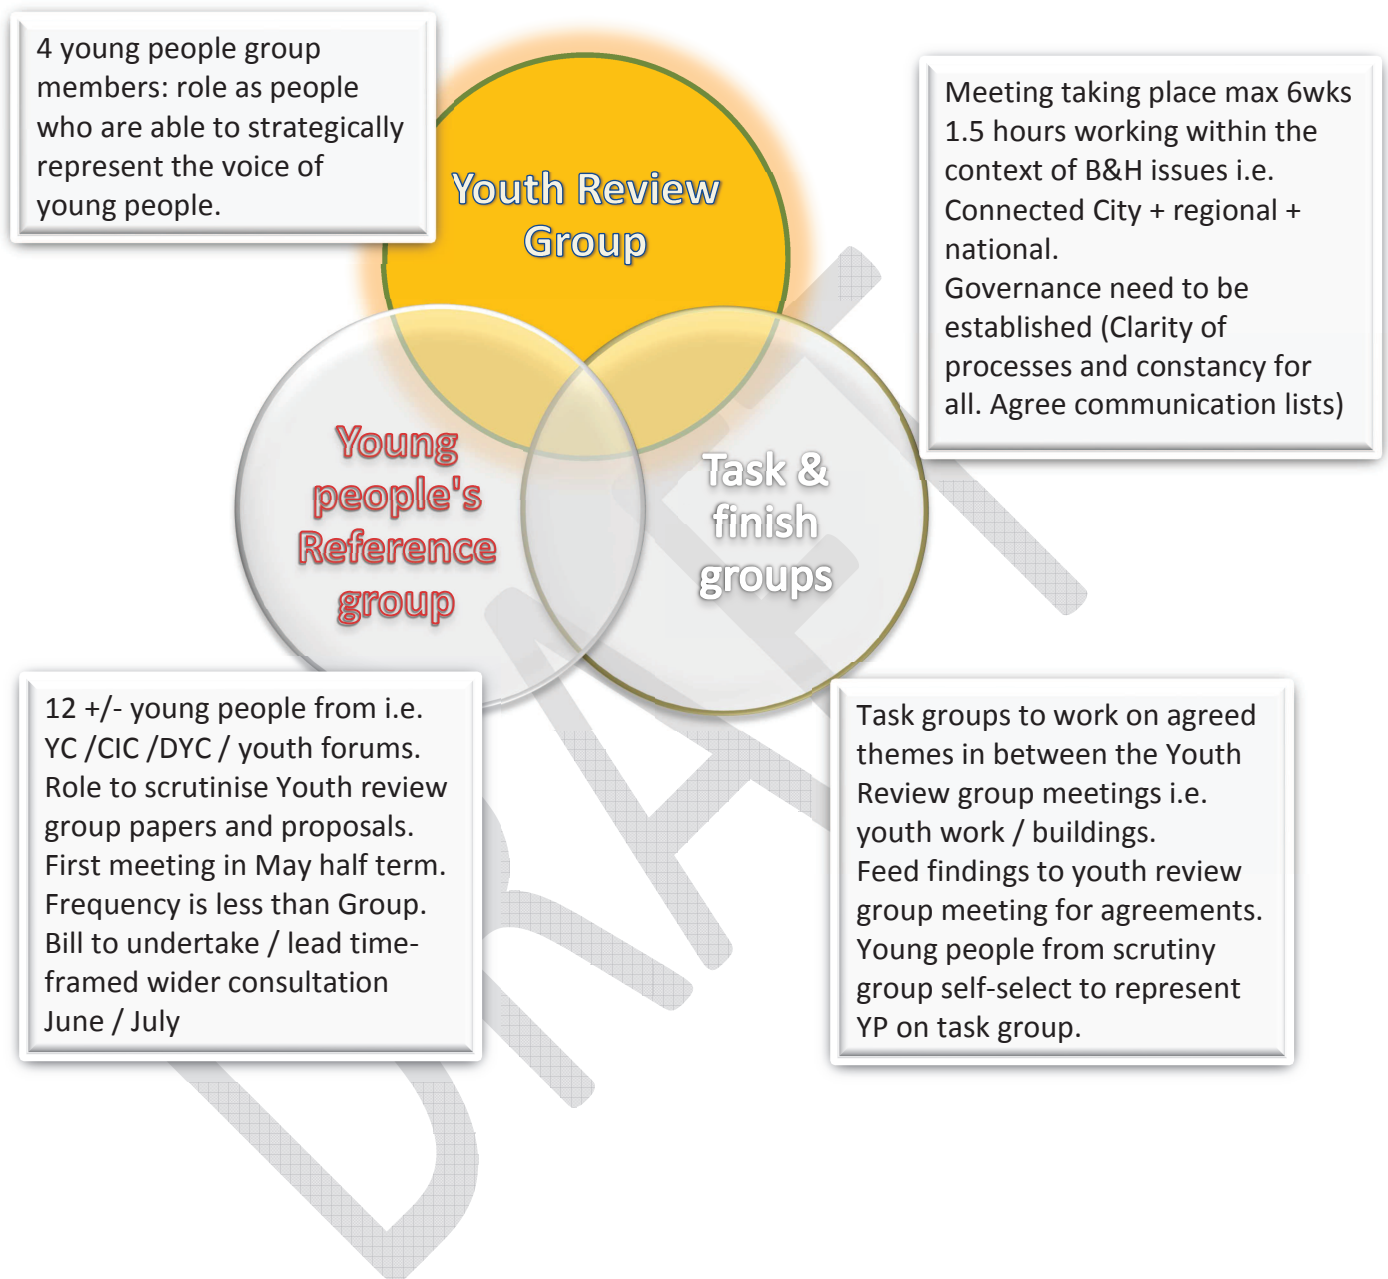 4 young people group
members: role as people
who are able to strategically
represent the voice of
young people.
Youth Review
Group
Meeting taking place max 6wks
1.5 hours working within the
context of B&H issues i.e.
Connected City + regional +
national.
Governance need to be
established (Clarity of
processes and constancy for
all. Agree communication lists)
Young
people's
Reference
group
Task &
finish
groups
12 +/- young people from i.e.
YC /CIC /DYC / youth forums.
Role to scrutinise Youth review
group papers and proposals.
First meeting in May half term.
Frequency is less than Group.
Bill to undertake / lead time-
framed wider consultation
June / July
Task groups to work on agreed
themes in between the Youth
Review group meetings i.e.
youth work / buildings.
Feed findings to youth review
group meeting for agreements.
Young people from scrutiny
group self-select to represent
YP on task group.
DRAFT